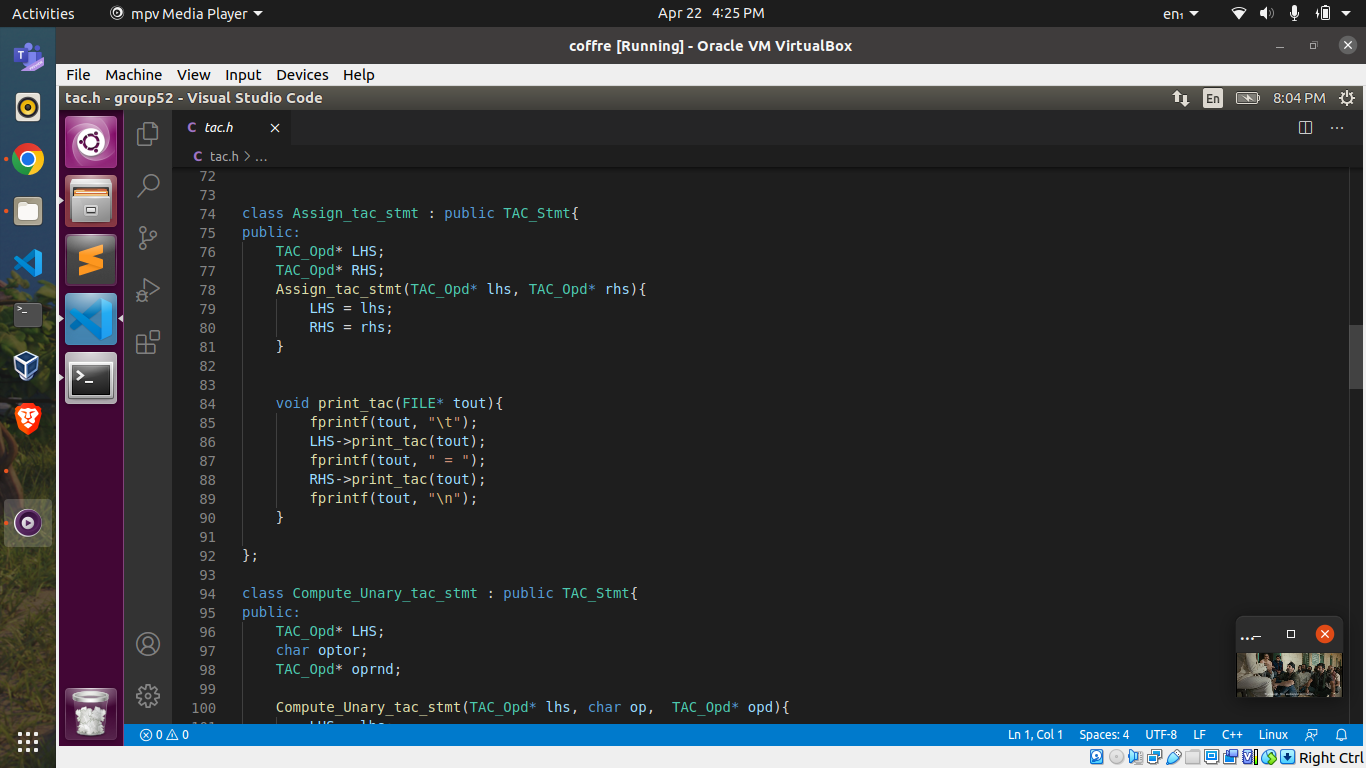 Activities
mpv Media Player
Apr 22 4:25 PM
en₁
coffre [Running] - Oracle VM VirtualBox
File Machine View Input Devices Help
tac.h - group52 - Visual Studio Code
En
8:04 PM
C tac.h
C tac.h > ...
72
73
74 class Assign_tac_stmt : public TAC_Stmt{
75 public:
76 TAC_Opd* LHS;
77 TAC_Opd* RHS;
78 Assign_tac_stmt(TAC_Opd* lhs, TAC_Opd* rhs){
79 LHS = lhs;
80 RHS = rhs;
81 }
82
83
84 void print_tac(FILE* tout){
85 fprintf(tout, "\t");
86 LHS->print_tac(tout);
87 fprintf(tout, " = ");
88 RHS->print_tac(tout);
89 fprintf(tout, "\n");
90 }
91
92 };
93
94 class Compute_Unary_tac_stmt : public TAC_Stmt{
95 public:
96 TAC_Opd* LHS;
97 char optor;
98 TAC_Opd* oprnd;
99
100 Compute_Unary_tac_stmt(TAC_Opd* lhs, char op,  TAC_Opd* opd){
...
0 0
Ln 1, Col 1
Spaces: 4
UTF-8
LF
C++
Linux
Right Ctrl